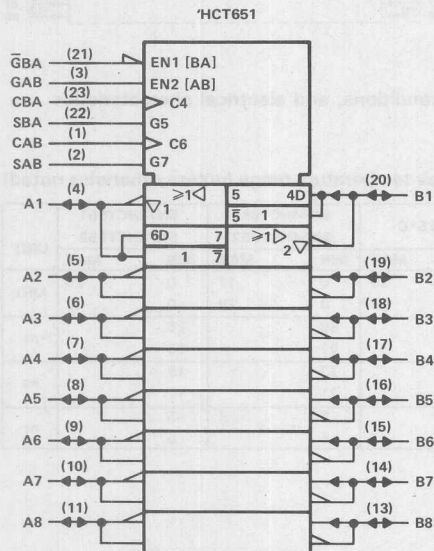 'HCT651
G̅BA (21) EN1 [BA]
GAB (3) EN2 [AB]
CBA (23) C4
SBA (22) G5
CAB (1) C6
SAB (2) G7
A1 (4) ▽1 ≥1◁ 5 4D (20) B1
5̅ 1
6D 7 ≥1▷ 2▽
1 7̅
A2 (5) (19) B2
A3 (6) (18) B3
A4 (7) (17) B4
A5 (8) (16) B5
A6 (9) (15) B6
A7 (10) (14) B7
A8 (11) (13) B8